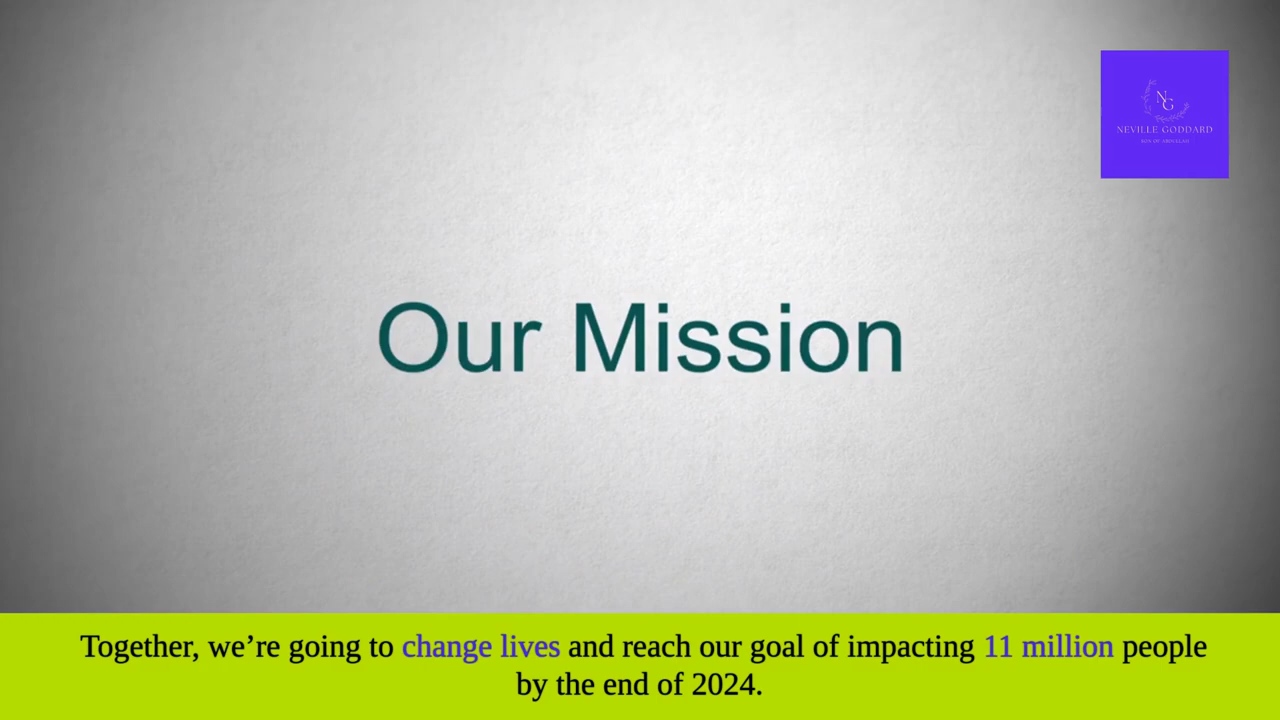 NG
NEVILLE GODDARD
Our Mission
Together, we’re going to change lives and reach our goal of impacting 11 million people
by the end of 2024.